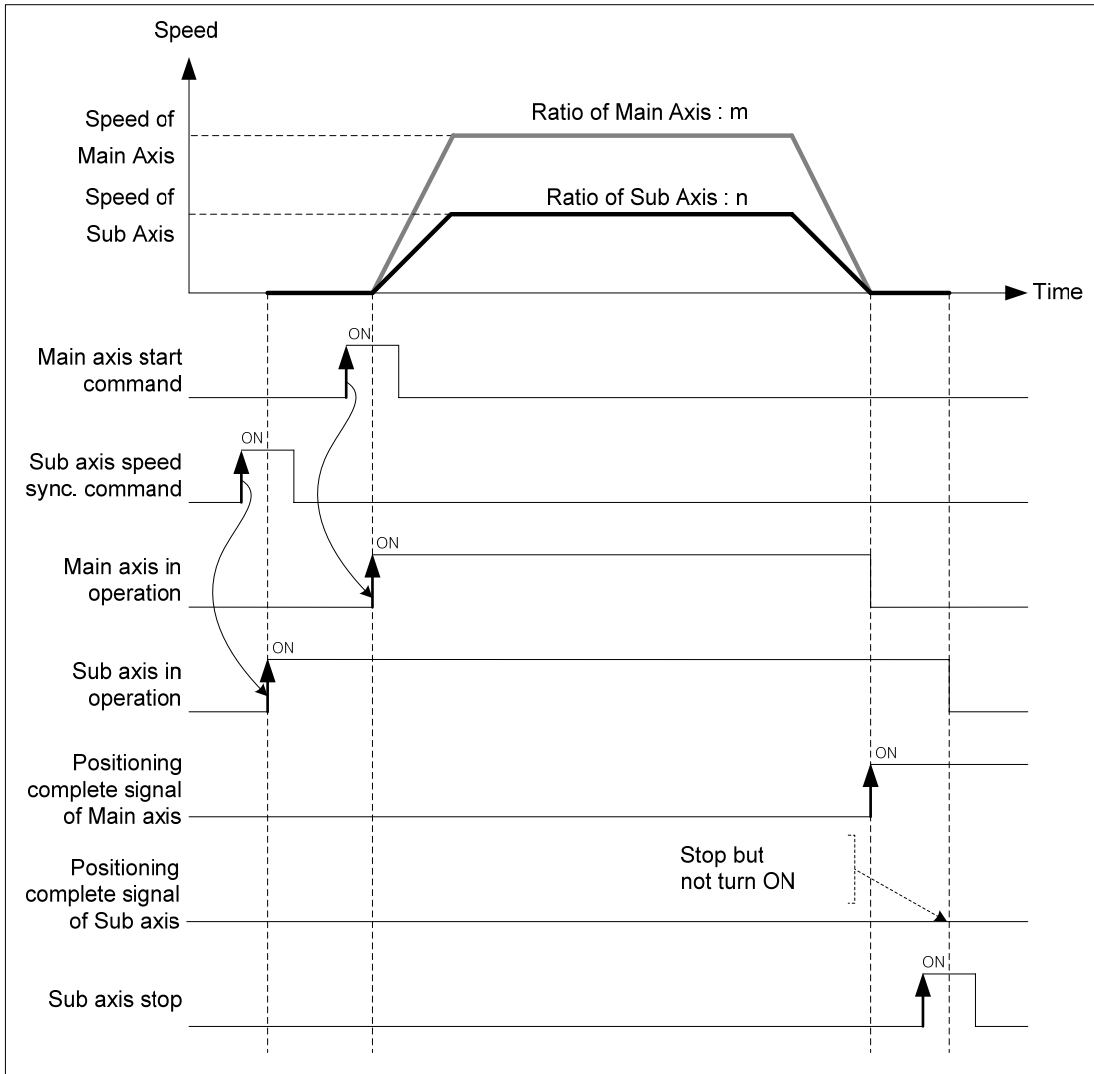 Speed
Speed of
Main Axis
Ratio of Main Axis : m
Speed of
Sub Axis
Ratio of Sub Axis : n
Time
ON
Main axis start
command
ON
Sub axis speed
sync. command
ON
Main axis in
operation
ON
Sub axis in
operation
Positioning
complete signal
of Main axis
ON
Positioning
complete signal
of Sub axis
Stop but
not turn ON
ON
Sub axis stop